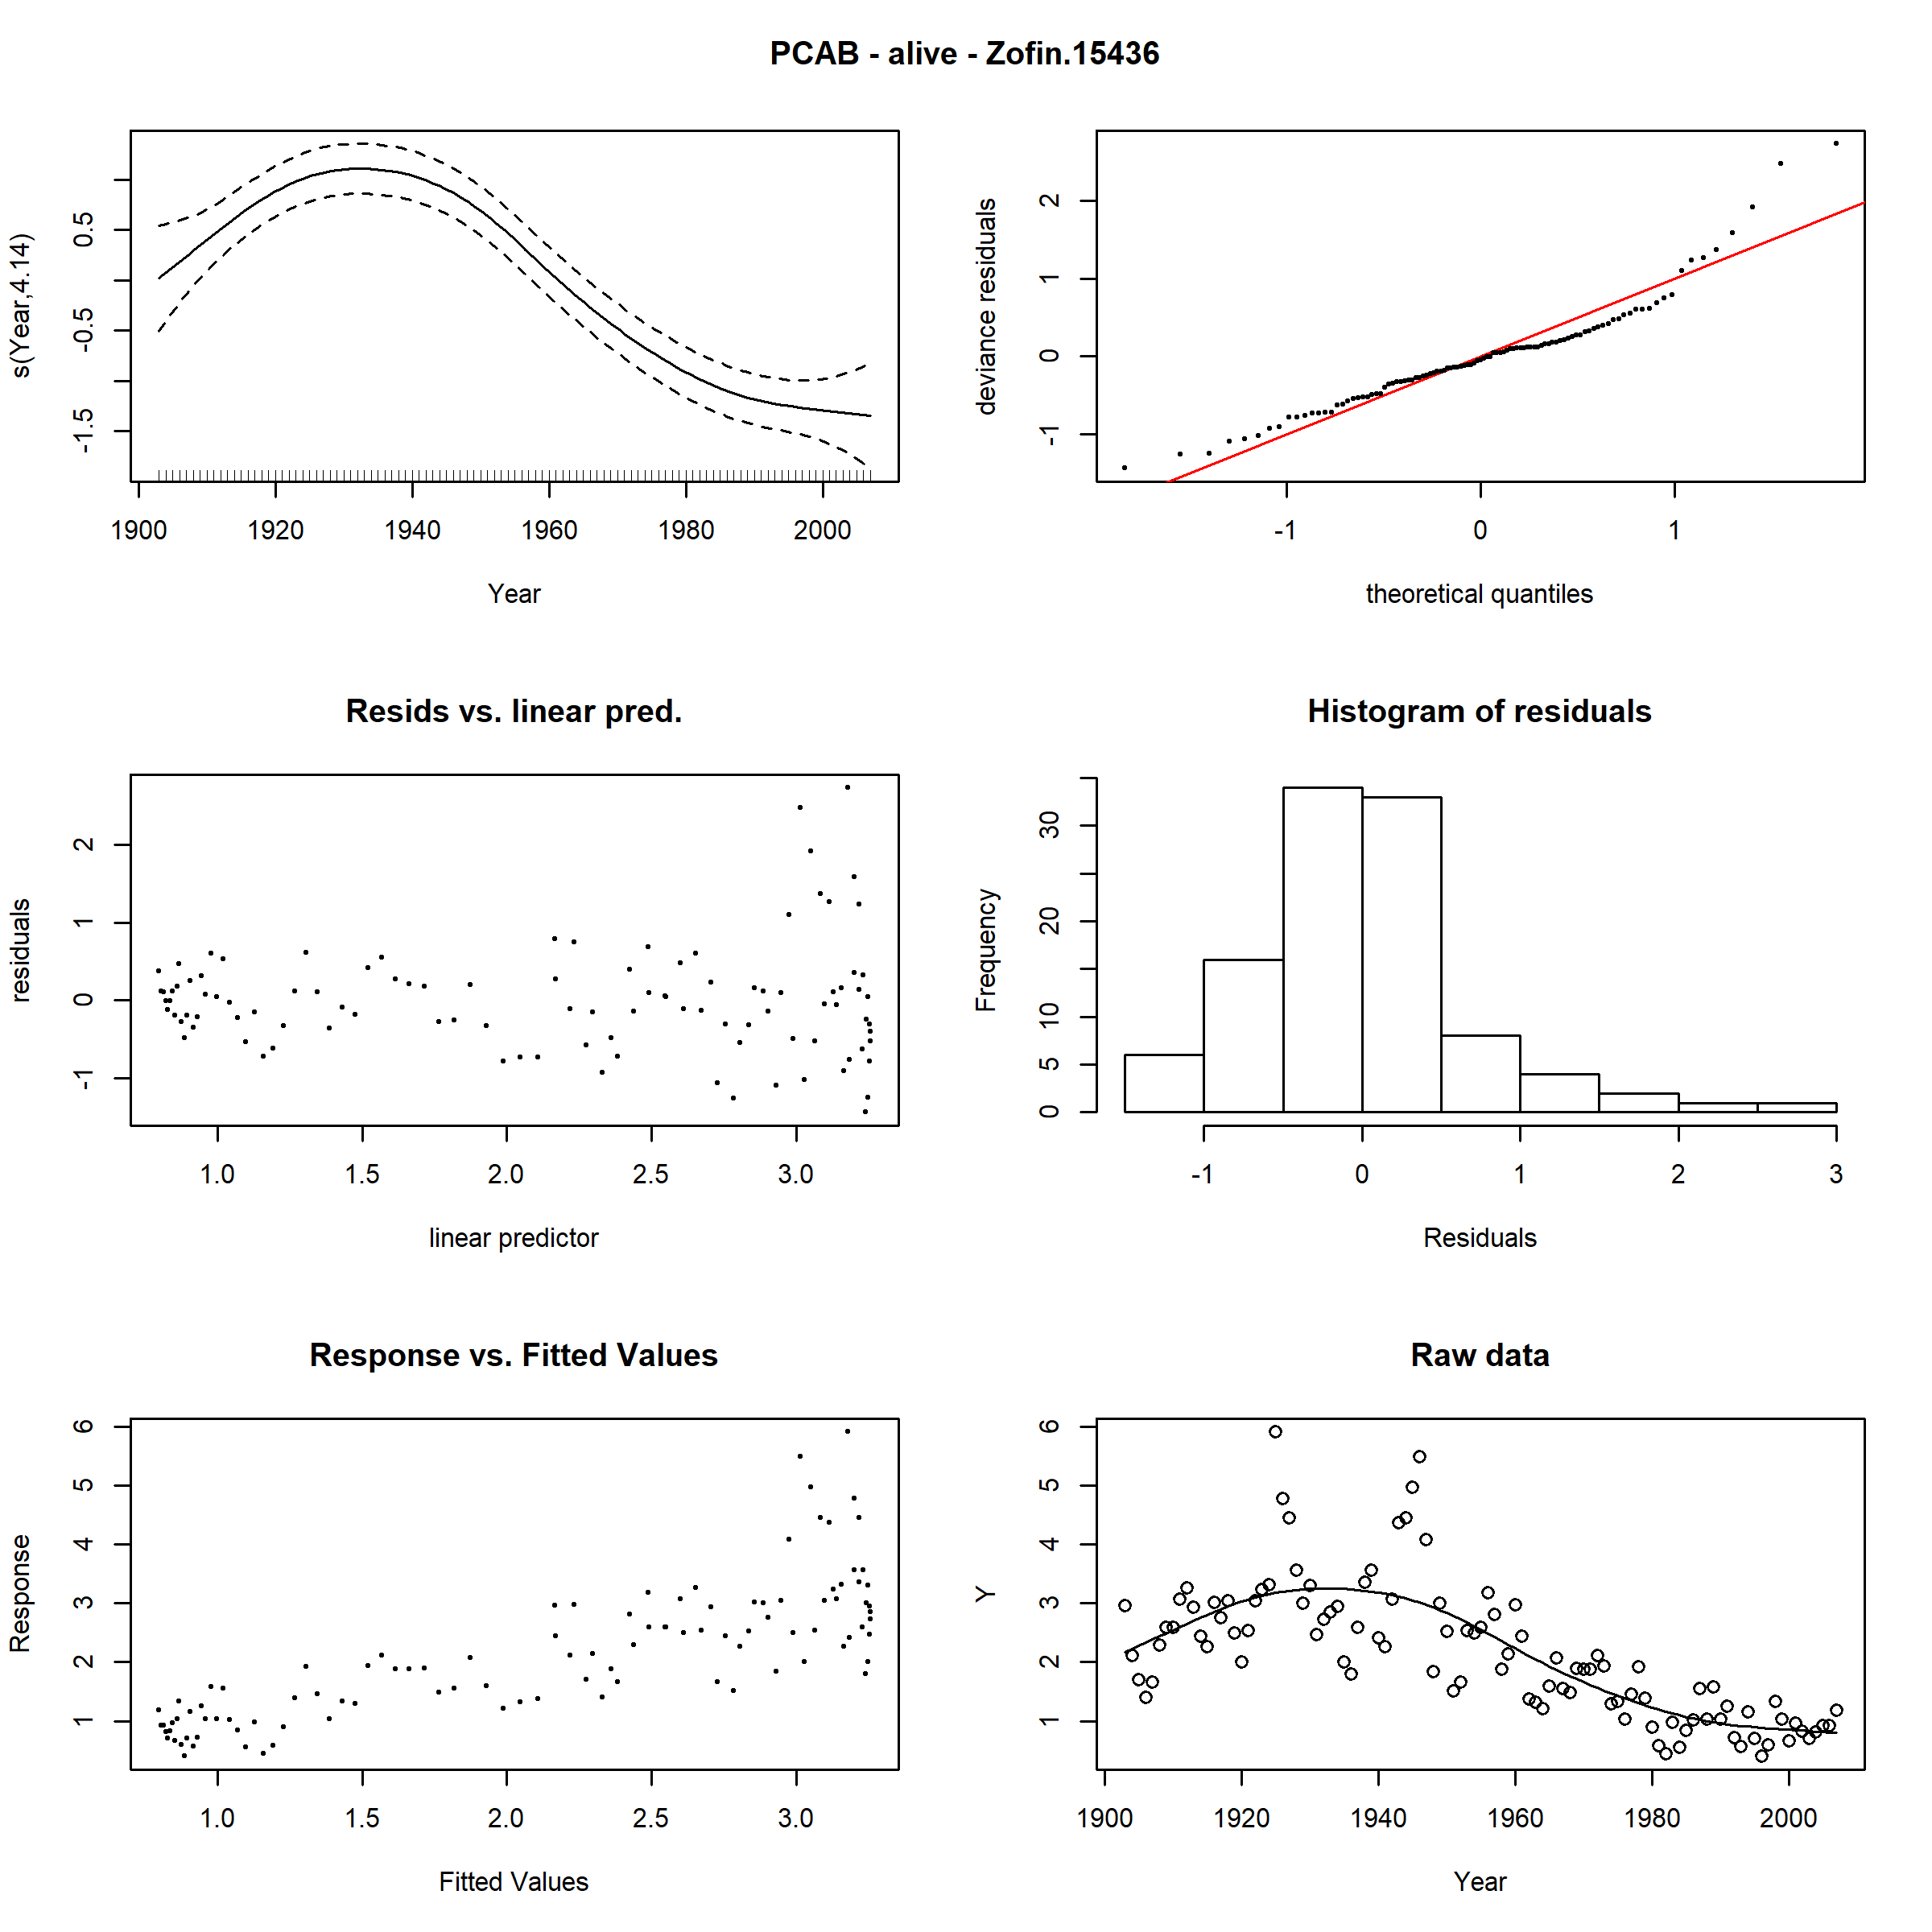 PCAB - alive - Zofin.15436
s(Year,4.14)
0.5
-0.5
-1.5
1900 1920 1940 1960 1980 2000
Year
deviance residuals
2
1
0
-1
-1 0 1
theoretical quantiles
Resids vs. linear pred.
residuals
2
1
0
-1
1.0 1.5 2.0 2.5 3.0
linear predictor
Histogram of residuals
Frequency
30
20
10
5
0
-1 0 1 2 3
Residuals
Response vs. Fitted Values
Response
6
5
4
3
2
1
1.0 1.5 2.0 2.5 3.0
Fitted Values
Raw data
Y
6
5
4
3
2
1
1900 1920 1940 1960 1980 2000
Year